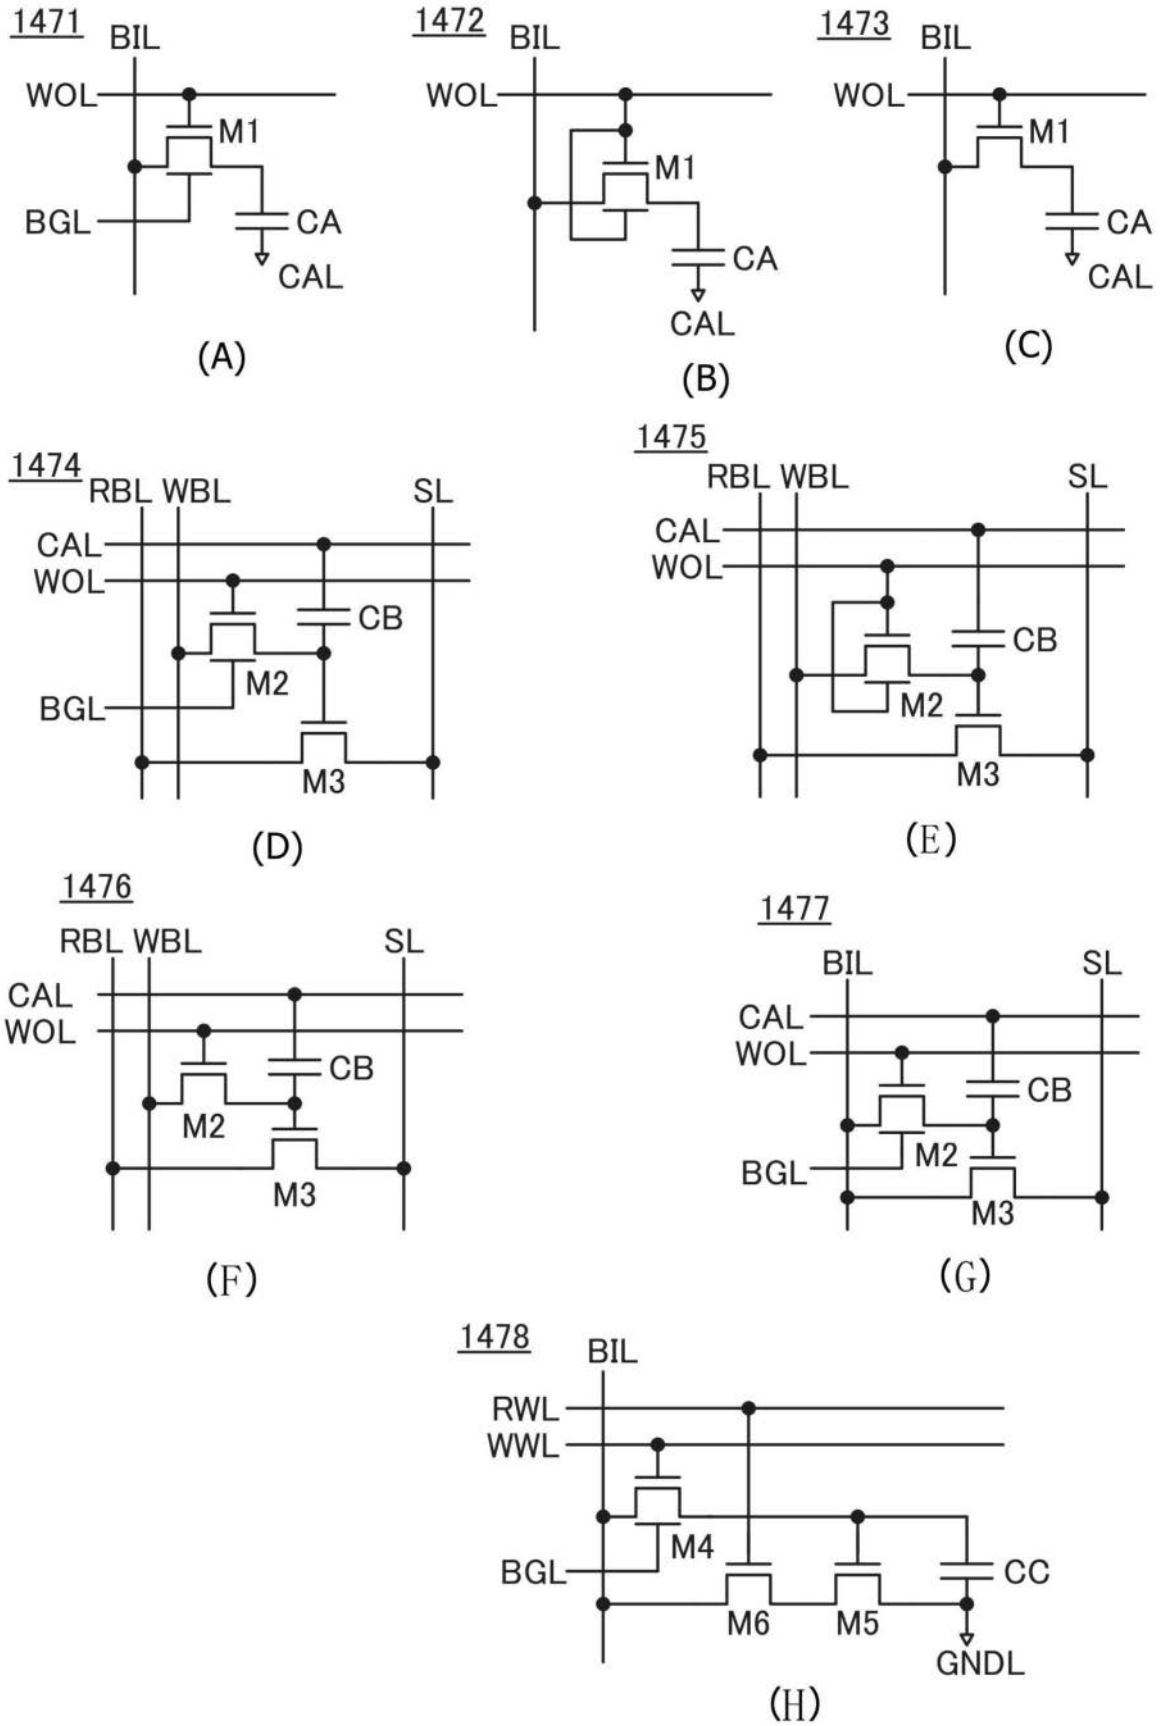 1471
BIL
WOL
M1
BGL
CA
CAL
(A)
1472
BIL
WOL
M1
CA
CAL
(B)
1473
BIL
WOL
M1
CA
CAL
(C)
1474
RBL WBL SL
CAL
WOL
CB
M2
BGL
M3
(D)
1475
RBL WBL SL
CAL
WOL
CB
M2
M3
(E)
1476
RBL WBL SL
CAL
WOL
CB
M2
M3
(F)
1477
BIL SL
CAL
WOL
CB
M2
BGL
M3
(G)
1478
BIL
RWL
WWL
M4
BGL
CC
M6 M5
GNDL
(H)